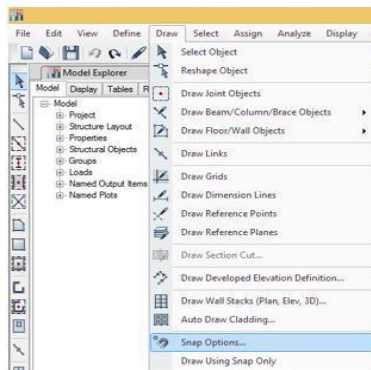 File Edit View Define Draw Select Assign Analyze Display
Model Explorer
Model Display Tables R
Model
Project
Structure Layout
Properties
Structural Objects
Groups
Loads
Named Output Items
Named Plots
Select Object
Reshape Object
Draw Joint Objects
Draw Beam/Column/Brace Objects
Draw Floor/Wall Objects
Draw Links
Draw Grids
Draw Dimension Lines
Draw Reference Points
Draw Reference Planes
Draw Section Cut...
Draw Developed Elevation Definition...
Draw Wall Stacks (Plan, Elev, 3D)...
Auto Draw Cladding...
Snap Options...
Draw Using Snap Only